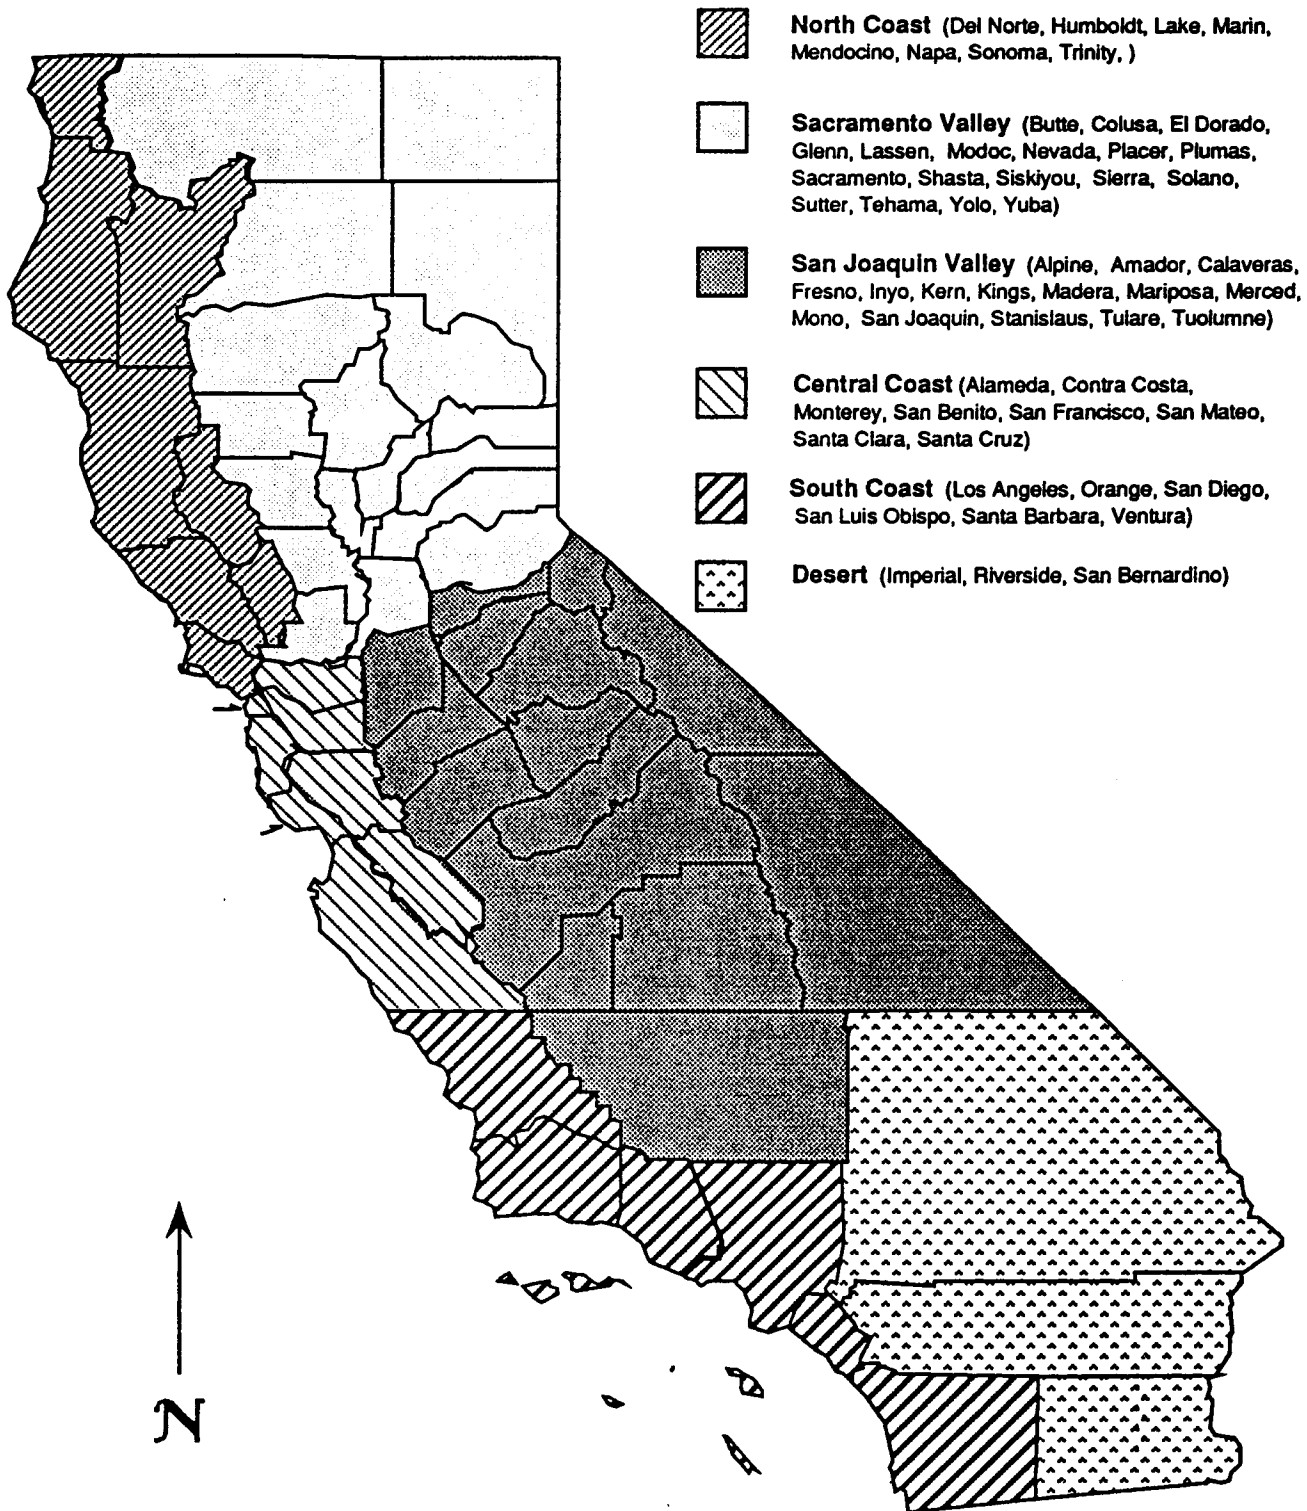 North Coast (Del Norte, Humboldt, Lake, Marin,
Mendocino, Napa, Sonoma, Trinity, )
Sacramento Valley (Butte, Colusa, El Dorado,
Glenn, Lassen, Modoc, Nevada, Placer, Plumas,
Sacramento, Shasta, Siskiyou, Sierra, Solano,
Sutter, Tehama, Yolo, Yuba)
San Joaquin Valley (Alpine, Amador, Calaveras,
Fresno, Inyo, Kern, Kings, Madera, Mariposa, Merced,
Mono, San Joaquin, Stanislaus, Tulare, Tuolumne)
Central Coast (Alameda, Contra Costa,
Monterey, San Benito, San Francisco, San Mateo,
Santa Clara, Santa Cruz)
South Coast (Los Angeles, Orange, San Diego,
San Luis Obispo, Santa Barbara, Ventura)
Desert (Imperial, Riverside, San Bernardino)
N